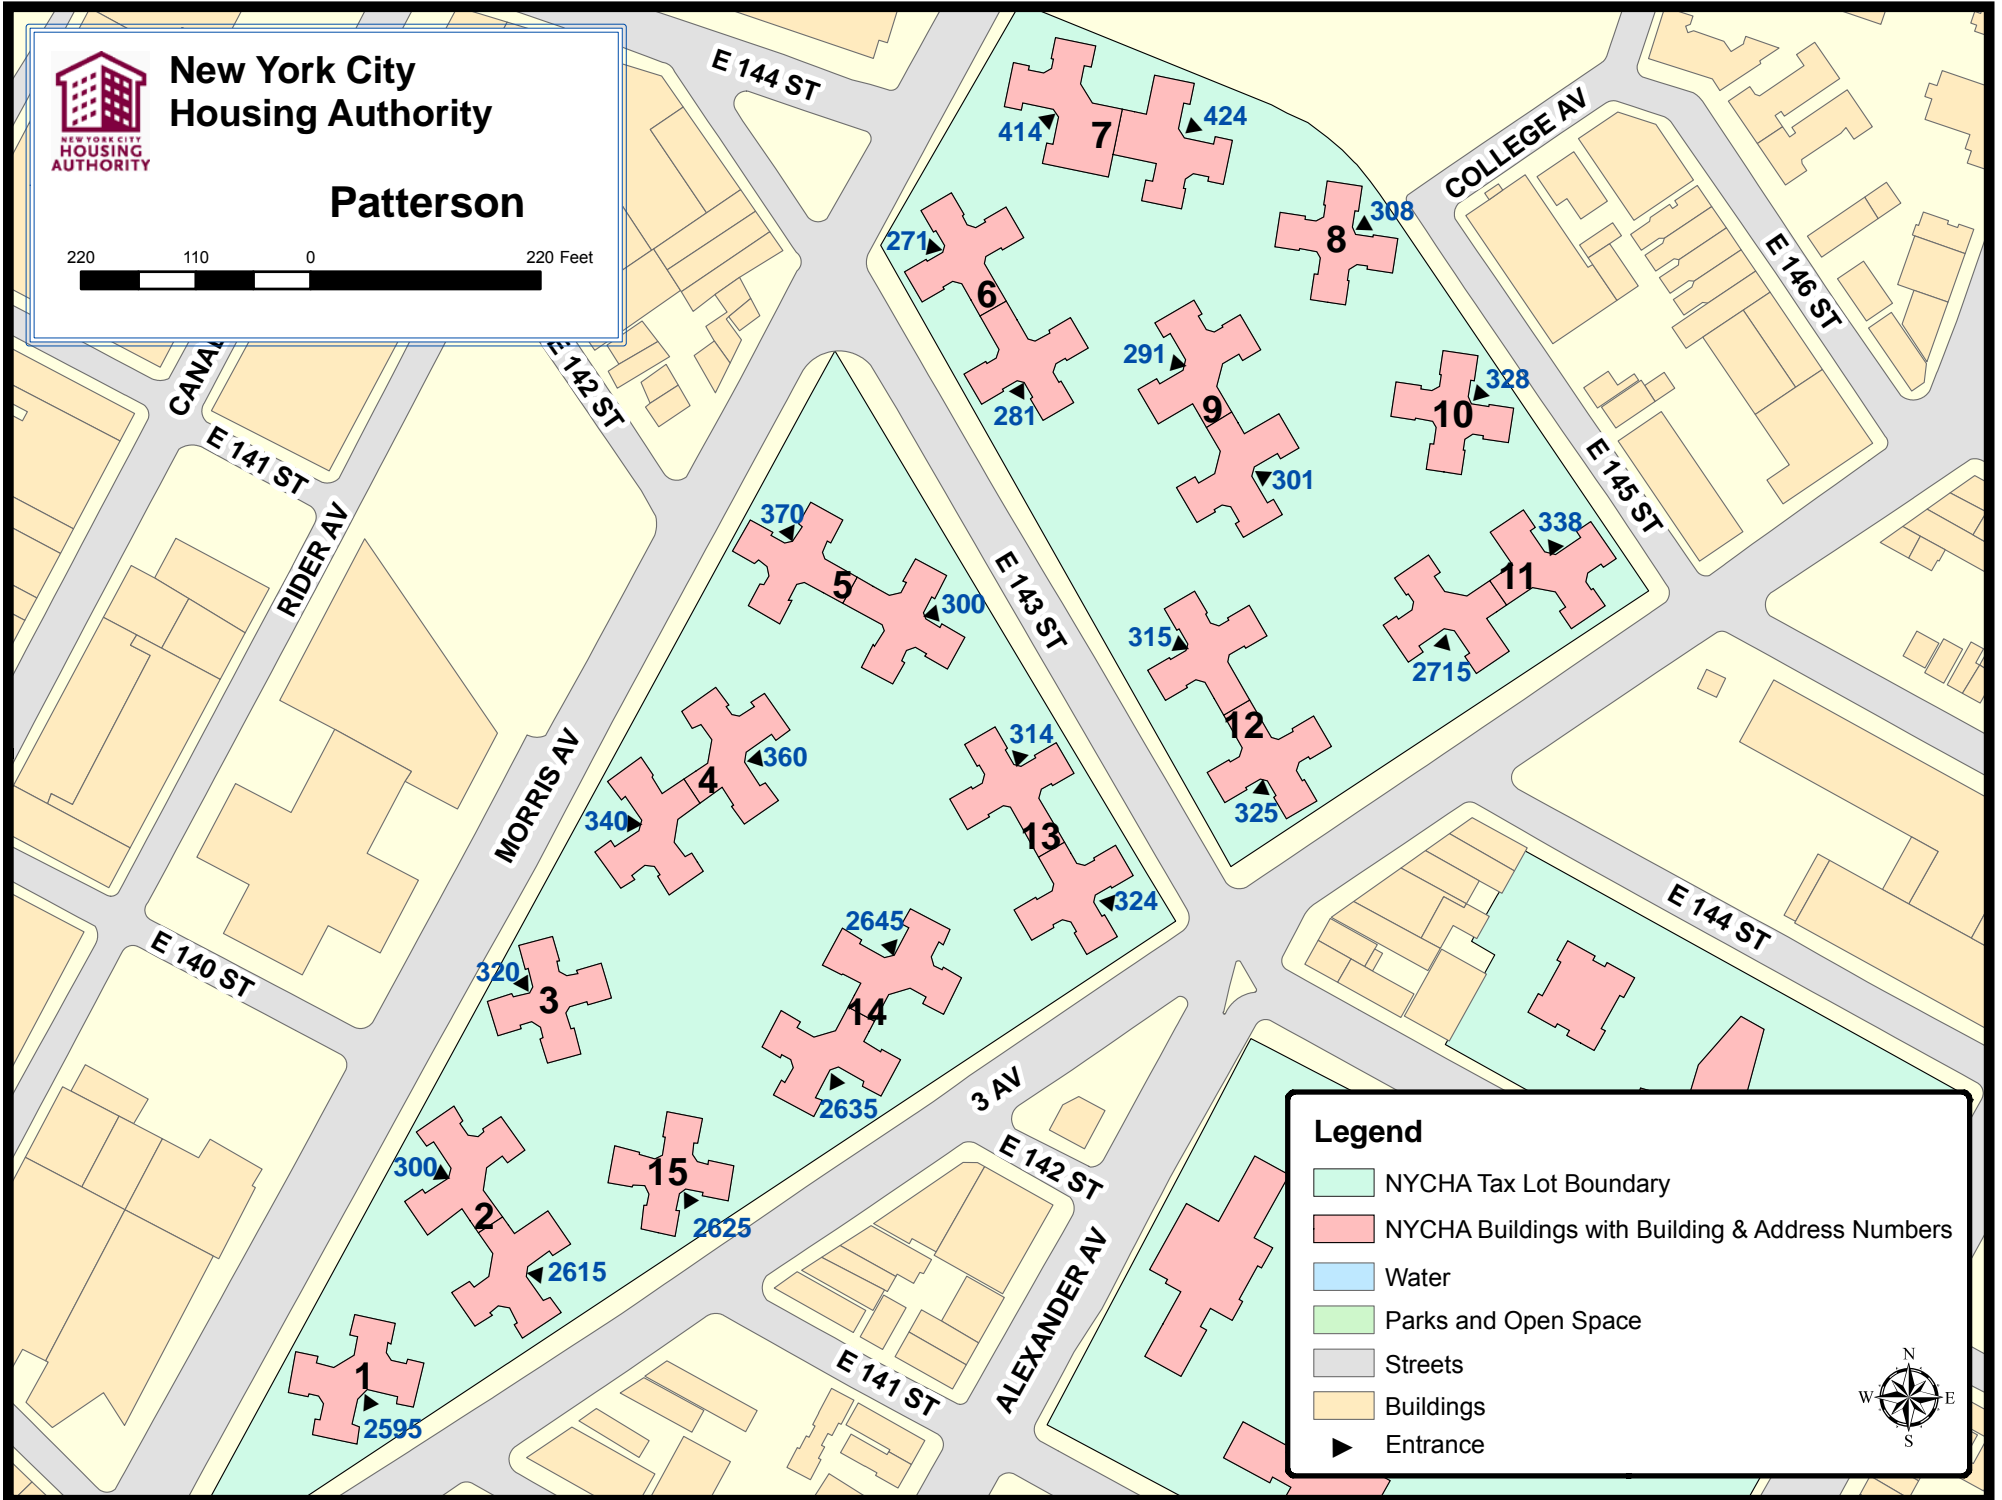 New York City
Housing Authority
NEW YORK CITY
HOUSING
AUTHORITY
Patterson
220 110 0 220 Feet
E 144 ST
COLLEGE AV
E 146 ST
E 145 ST
E 142 ST
E 141 ST
RIDER AV
E 143 ST
MORRIS AV
E 140 ST
E 144 ST
3 AV
E 142 ST
ALEXANDER AV
E 141 ST
414
7
424
308
8
271
6
281
291
9
301
328
10
338
11
2715
315
12
325
370
5
300
360
4
340
314
13
324
2645
14
2635
320
3
300
2
2615
15
2625
1
2595
Legend
NYCHA Tax Lot Boundary
NYCHA Buildings with Building & Address Numbers
Water
Parks and Open Space
Streets
Buildings
Entrance
N
W E
S